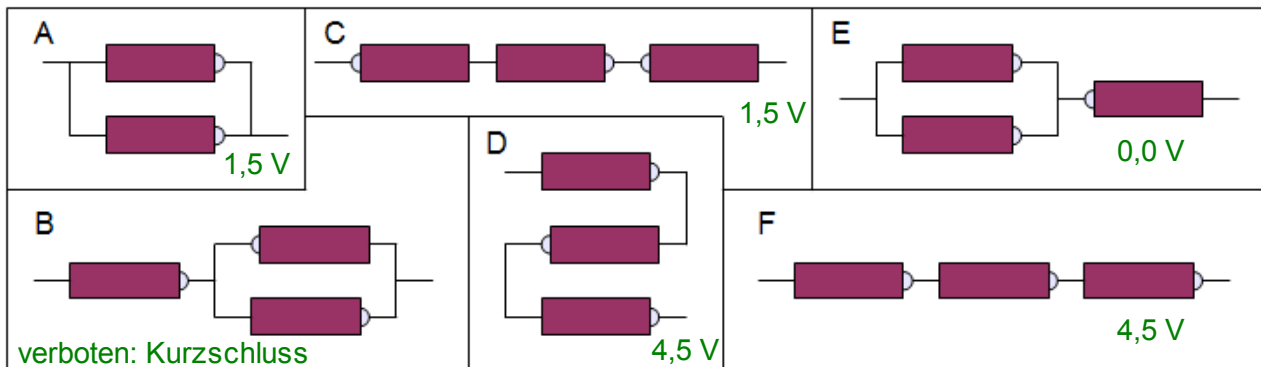 A
1,5 V
C
1,5 V
E
0,0 V
B
verboten: Kurzschluss
D
4,5 V
F
4,5 V